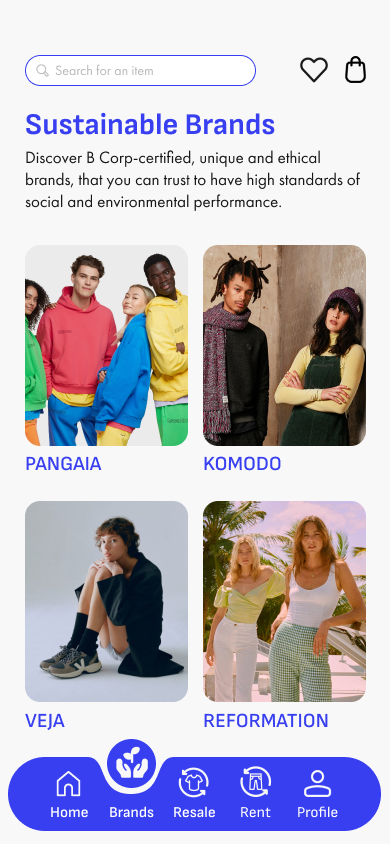 Search for an item
Sustainable Brands
Discover B Corp-certified, unique and ethical
brands, that you can trust to have high standards of
social and environmental performance.
PANGAIA
KOMODO
VEJA
REFORMATION
Home
Brands
Resale
Rent
Profile